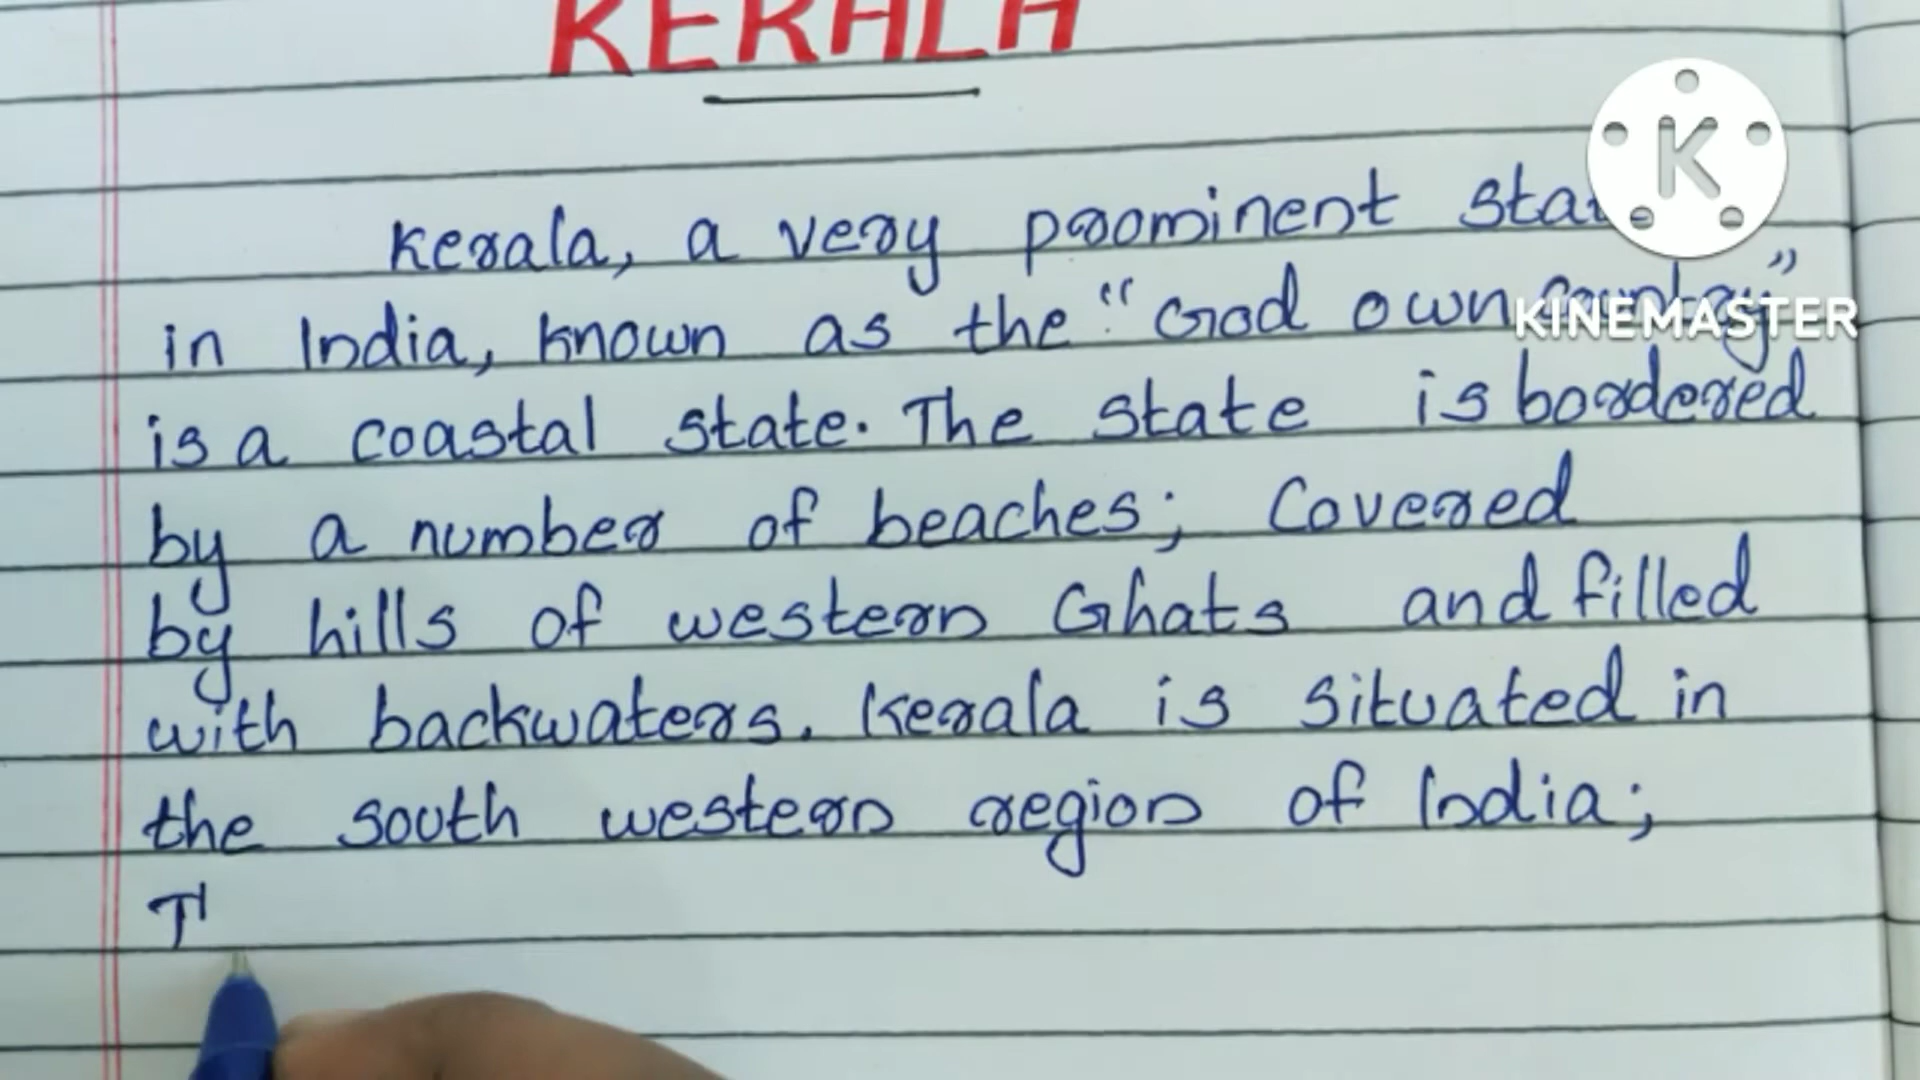 KERALA
Kerala, a very prominent state
in India, known as the "God own country"
is a coastal state. The state is bordered
by a number of beaches; Covered
by hills of western Ghats and filled
with backwaters. Kerala is situated in
the south western region of India;
T
K
KINEMASTER